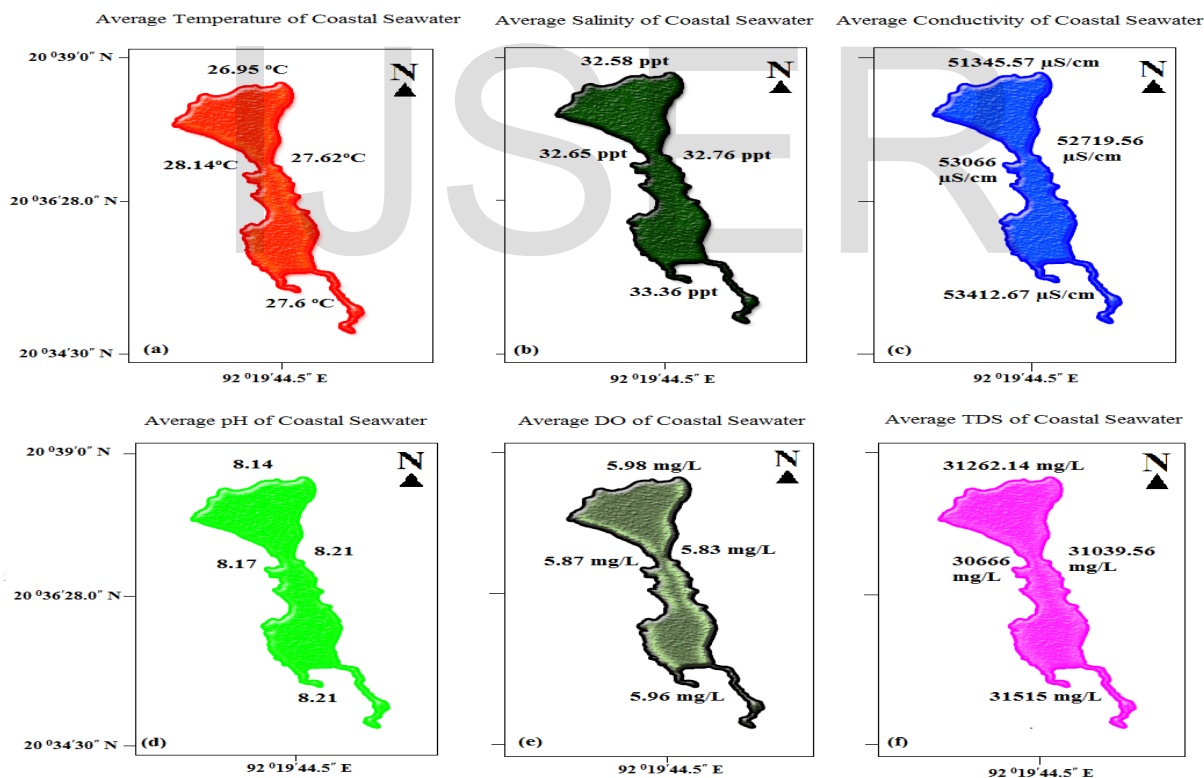 IJSER
Average Temperature of Coastal Seawater
Average Salinity of Coastal Seawater
Average Conductivity of Coastal Seawater
20 ⁰39′0″ N
26.95 ºC
N
28.14ºC
27.62ºC
20 ⁰36′28.0″ N
27.6 ºC
20 ⁰34′30″ N
(a)
92 ⁰19′44.5″ E
32.58 ppt
N
32.65 ppt
32.76 ppt
33.36 ppt
(b)
92 ⁰19′44.5″ E
51345.57 µS/cm
N
52719.56
µS/cm
53066
µS/cm
53412.67 µS/cm
(c)
92 ⁰19′44.5″ E
Average pH of Coastal Seawater
Average DO of Coastal Seawater
Average TDS of Coastal Seawater
20 ⁰39′0″ N
8.14
N
8.21
8.17
20 ⁰36′28.0″ N
8.21
20 ⁰34′30″ N
(d)
92 ⁰19′44.5″ E
5.98 mg/L
N
5.87 mg/L
5.83 mg/L
5.96 mg/L
(e)
92 ⁰19′44.5″ E
31262.14 mg/L
N
30666
mg/L
31039.56
mg/L
31515 mg/L
(f)
92 ⁰19′44.5″ E